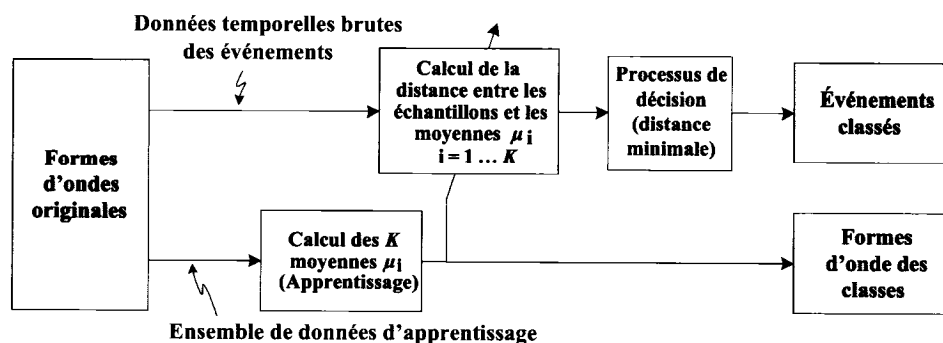 Données temporelles brutes
des événements
Formes
d'ondes
originales
Calcul de la
distance entre les
échantillons et les
moyennes μ i
i = 1 ... K
Processus de
décision
(distance
minimale)
Événements
classés
Calcul des K
moyennes μi
(Apprentissage)
Formes
d'onde des
classes
Ensemble de données d'apprentissage